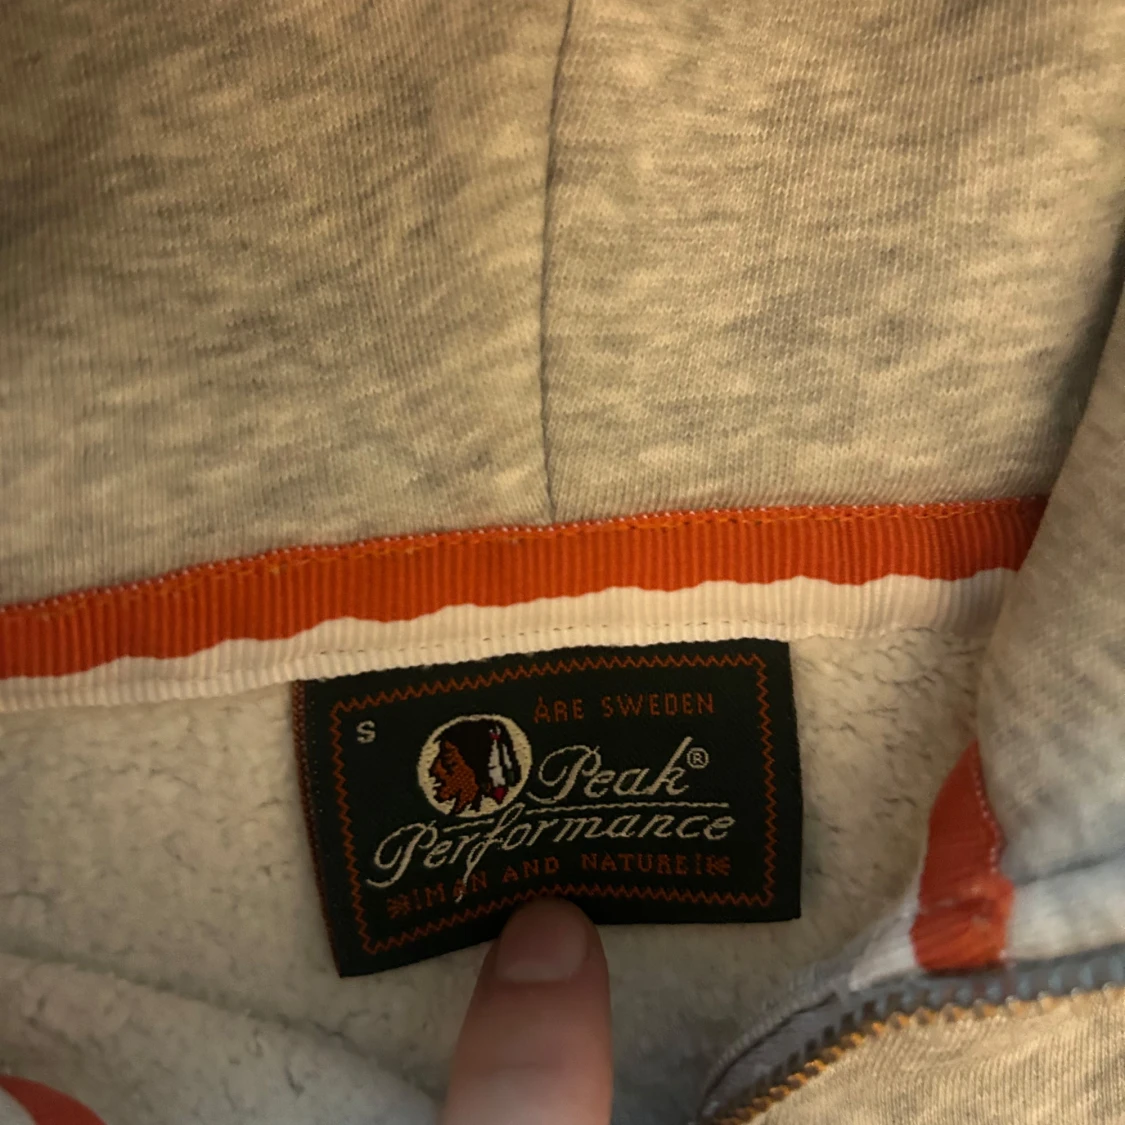 S
ÅRE SWEDEN
Peak®
Performance
MAN AND NATURE